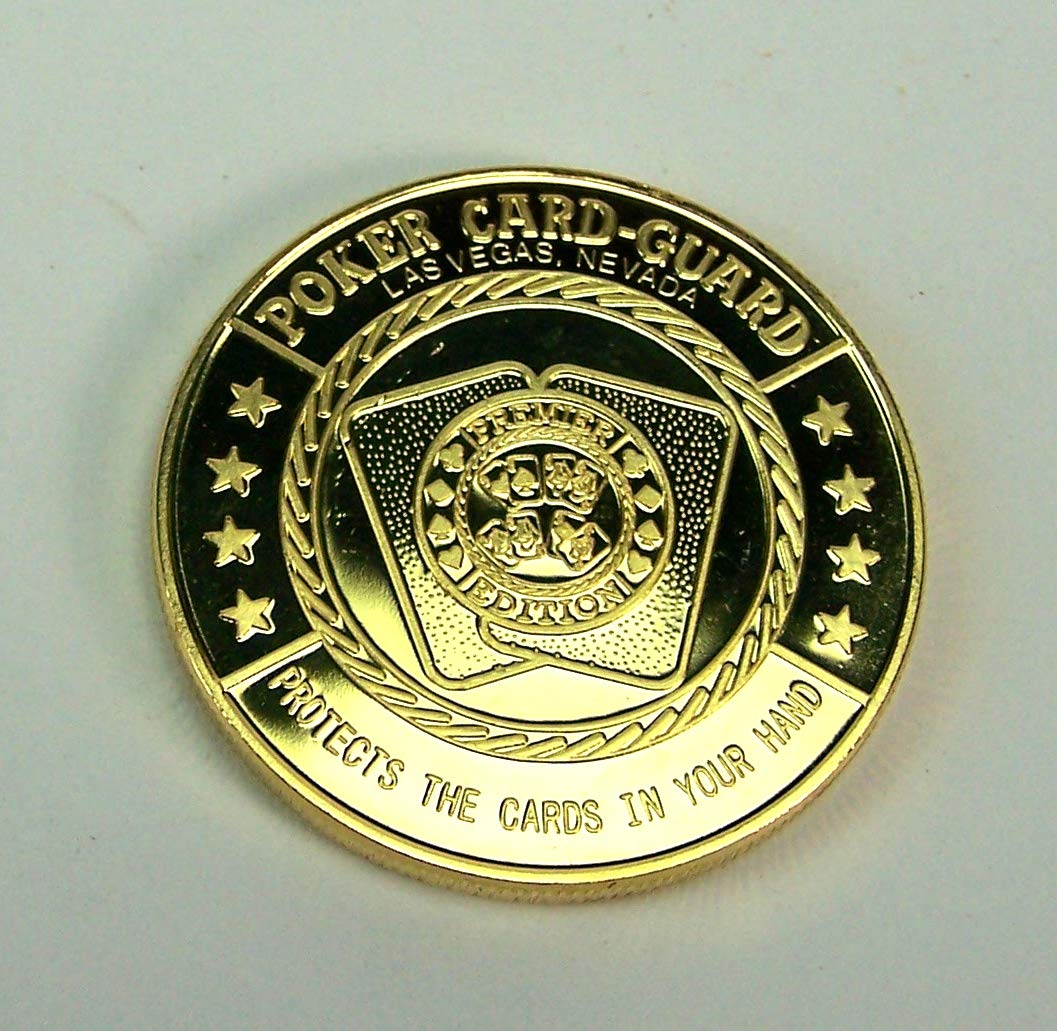 POKER CARD-GUARD
LAS VEGAS, NEVADA
PREMIER
EDITION
PROTECTS THE CARDS IN YOUR HAND